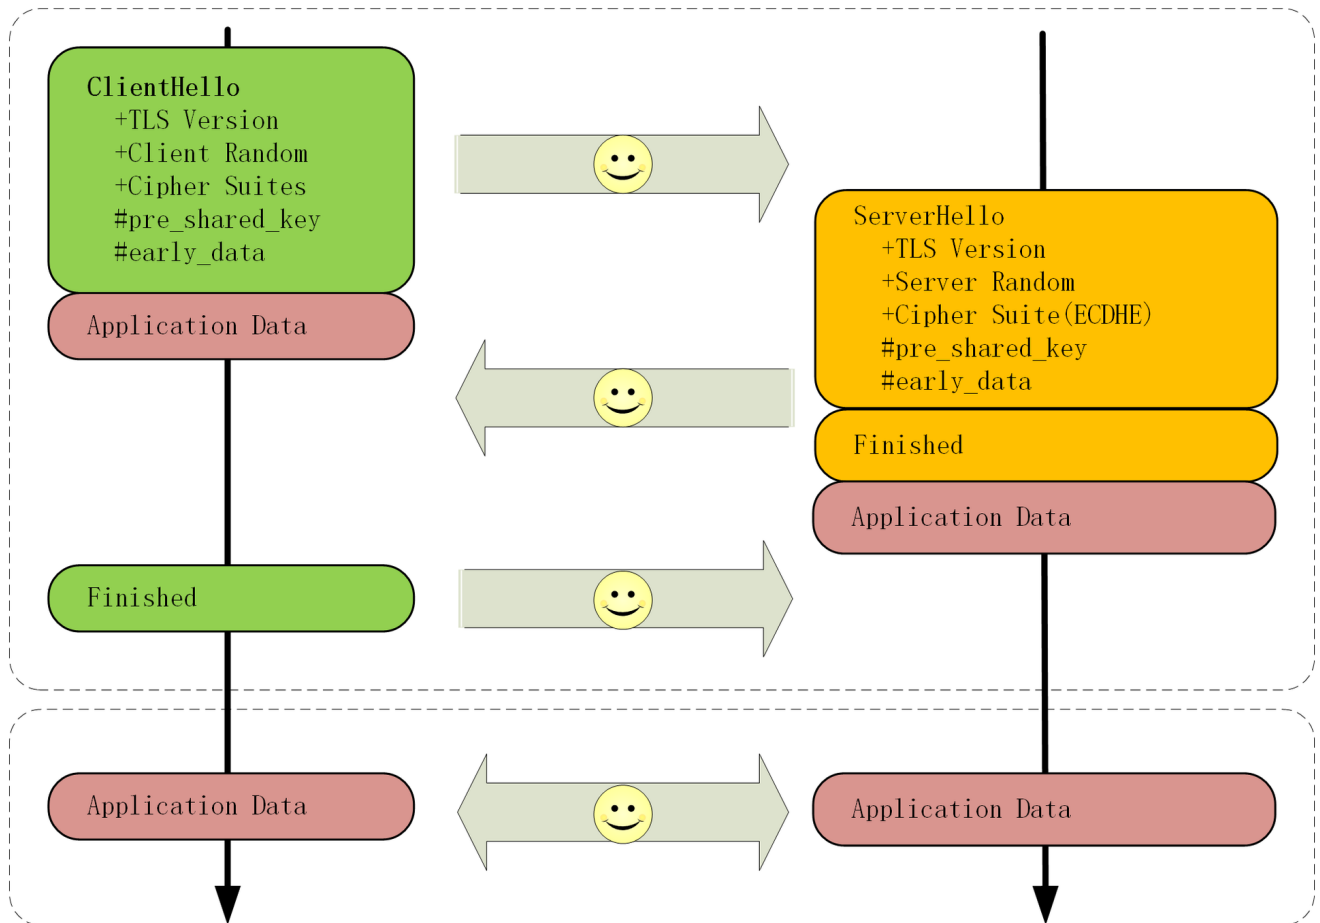 ClientHello
+TLS Version
+Client Random
+Cipher Suites
#pre_shared_key
#early_data
Application Data
ServerHello
+TLS Version
+Server Random
+Cipher Suite(ECDHE)
#pre_shared_key
#early_data
Finished
Application Data
Finished
Application Data
Application Data